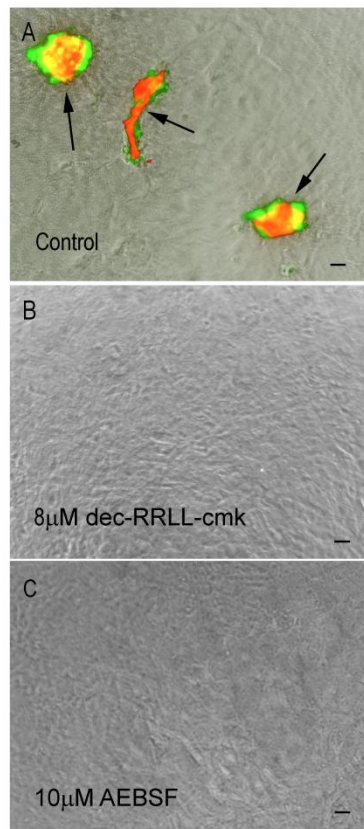 A
Control
B
8µM dec-RRLL-cmk
C
10µM AEBSF